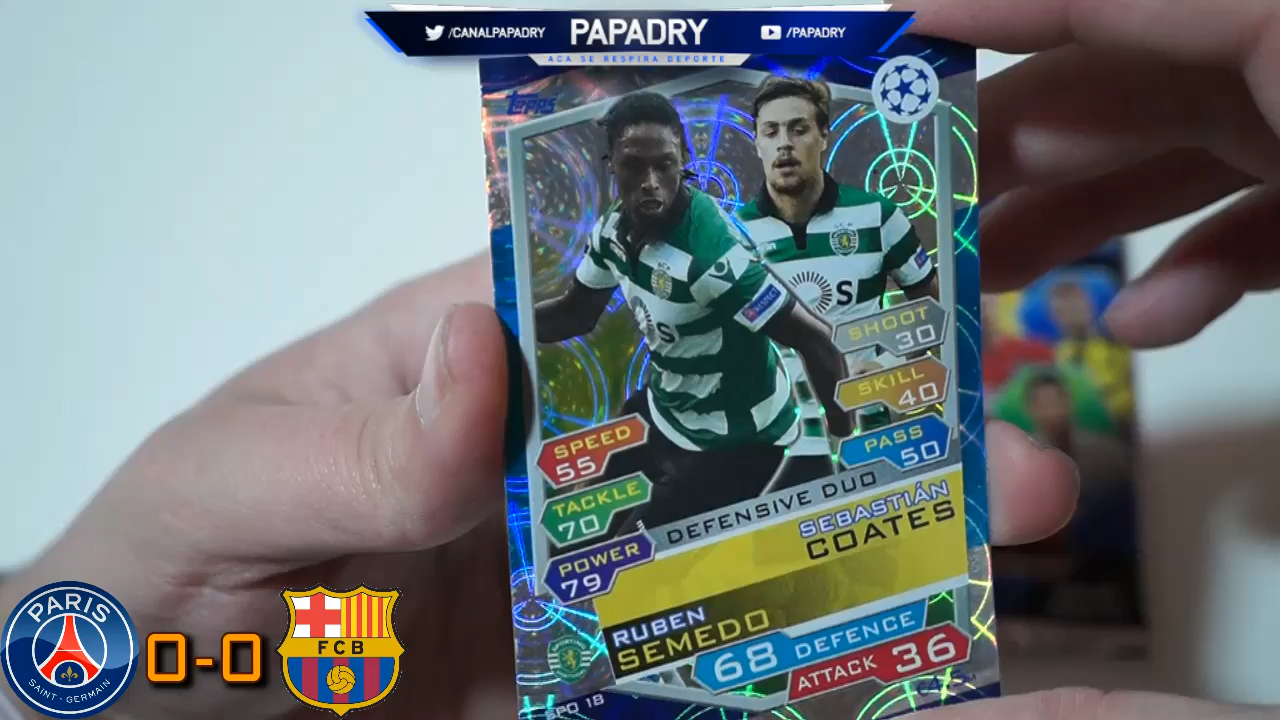 /CANALPAPADRY
PAPADRY
/PAPADRY
ACA SE RESPIRA DEPORTE
Topps
RESPECT
S
S
SHOOT
30
SKILL
40
PASS
50
SPEED
55
TACKLE
70
POWER
79
DEFENSIVE DUO
SEBASTIÁN
COATES
RUBEN
SEMEDO
68 DEFENCE
ATTACK 36
SPORTING
SPO 18
PARIS
SAINT-GERMAIN
0-0
FCB